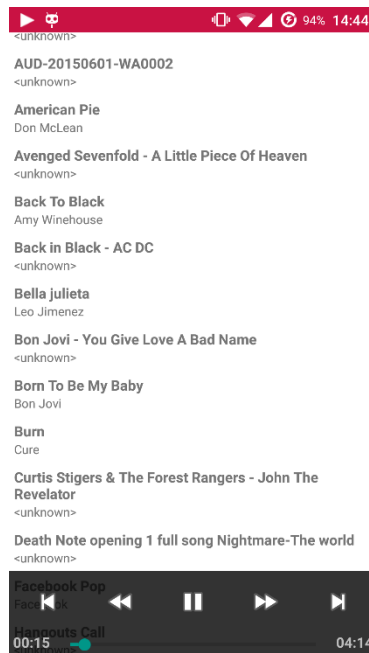 94% 14:44
<unknown>
AUD-20150601-WA0002
<unknown>
American Pie
Don McLean
Avenged Sevenfold - A Little Piece Of Heaven
<unknown>
Back To Black
Amy Winehouse
Back in Black - AC DC
<unknown>
Bella julieta
Leo Jimenez
Bon Jovi - You Give Love A Bad Name
<unknown>
Born To Be My Baby
Bon Jovi
Burn
Cure
Curtis Stigers & The Forest Rangers - John The
Revelator
<unknown>
Death Note opening 1 full song Nightmare-The world
<unknown>
Facebook Pop
Facebook
Hangouts Call
00:15 04:14